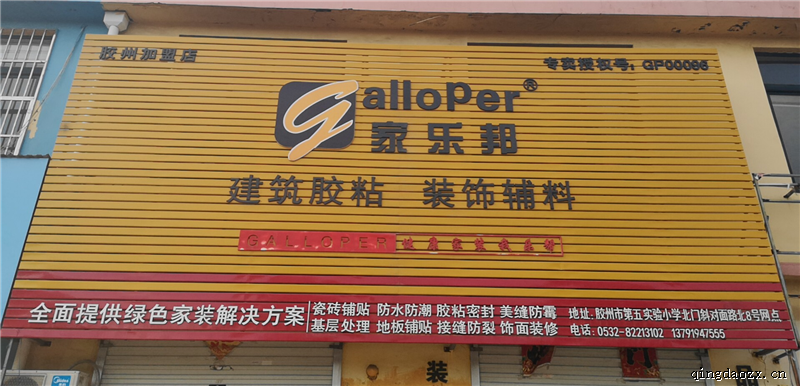 胶州加盟店
专卖授权号：GP00096
galloper®
家乐邦
建筑胶粘 装饰辅料
GALLOPER
全面提供绿色家装解决方案
瓷砖铺贴 防水防潮 胶粘密封 美缝防霉
基层处理 地板铺贴 接缝防裂 饰面装修
地址：胶州市第五实验小学北门斜对面路北8号网点
电话：0532-82213102 13791947555
装
Midea
qingdaozx.cn